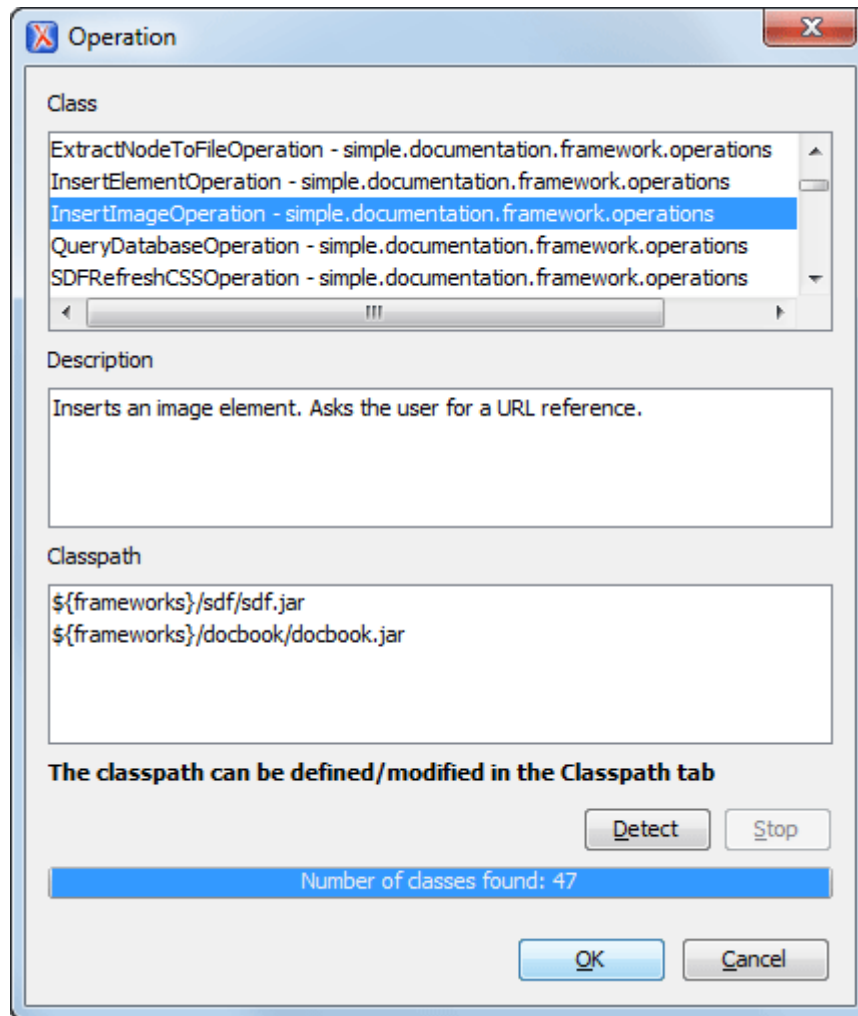 Operation
Class
ExtractNodeToFileOperation - simple.documentation.framework.operations
InsertElementOperation - simple.documentation.framework.operations
InsertImageOperation - simple.documentation.framework.operations
QueryDatabaseOperation - simple.documentation.framework.operations
SDFRefreshCSSOperation - simple.documentation.framework.operations
Description
Inserts an image element. Asks the user for a URL reference.
Classpath
${frameworks}/sdf/sdf.jar
${frameworks}/docbook/docbook.jar
The classpath can be defined/modified in the Classpath tab
Detect Stop
Number of classes found: 47
OK Cancel